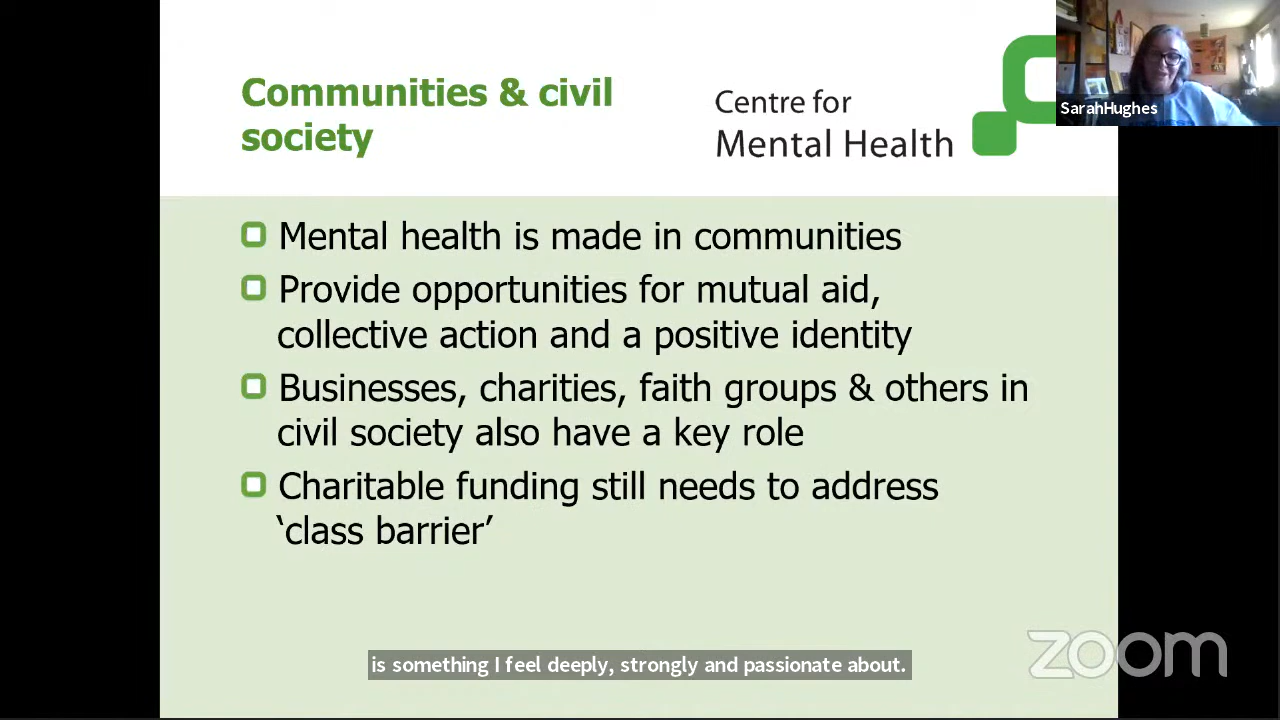 Communities & civil
society
Centre for
Mental Health
SarahHughes
Mental health is made in communities
Provide opportunities for mutual aid,
collective action and a positive identity
Businesses, charities, faith groups & others in
civil society also have a key role
Charitable funding still needs to address
‘class barrier’
is something I feel deeply, strongly and passionate about.
zoom